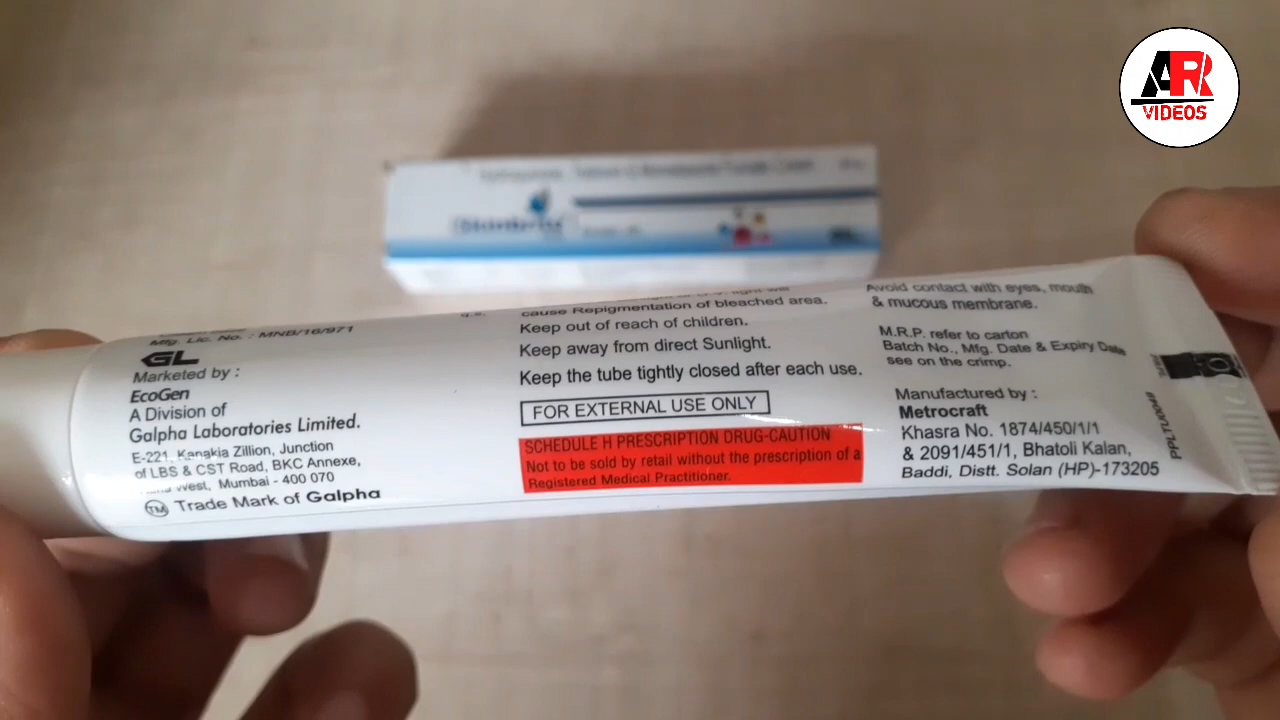 AR
VIDEOS
Mfg. Lic. No. : MNB/16/971
GL
Marketed by :
EcoGen
A Division of
Galpha Laboratories Limited.
E-221, Kanakia Zillion, Junction
of LBS & CST Road, BKC Annexe,
West, Mumbai - 400 070
TM Trade Mark of Galpha
cause Repigmentation of bleached area.
Keep out of reach of children.
Keep away from direct Sunlight.
Keep the tube tightly closed after each use.
FOR EXTERNAL USE ONLY
SCHEDULE H PRESCRIPTION DRUG-CAUTION
Not to be sold by retail without the prescription of a
Registered Medical Practitioner.
Avoid contact with eyes, mouth
& mucous membrane.
M.R.P. refer to carton
Batch No., Mfg. Date & Expiry Date
see on the crimp.
Manufactured by :
Metrocraft
Khasra No. 1874/450/1/1
& 2091/451/1, Bhatoli Kalan,
Baddi, Distt. Solan (HP)-173205
PPLTU0049